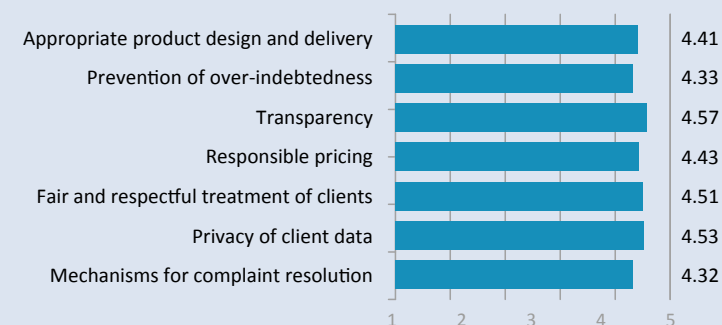 Appropriate product design and delivery 4.41
Prevention of over-indebtedness 4.33
Transparency 4.57
Responsible pricing 4.43
Fair and respectful treatment of clients 4.51
Privacy of client data 4.53
Mechanisms for complaint resolution 4.32
1 2 3 4 5